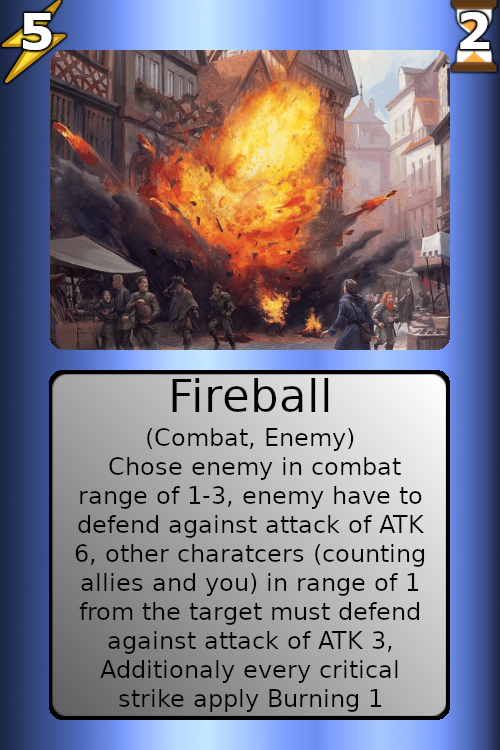 5
2
Fireball
(Combat, Enemy)
Chose enemy in combat
range of 1-3, enemy have to
defend against attack of ATK
6, other charatcers (counting
allies and you) in range of 1
from the target must defend
against attack of ATK 3,
Additionaly every critical
strike apply Burning 1